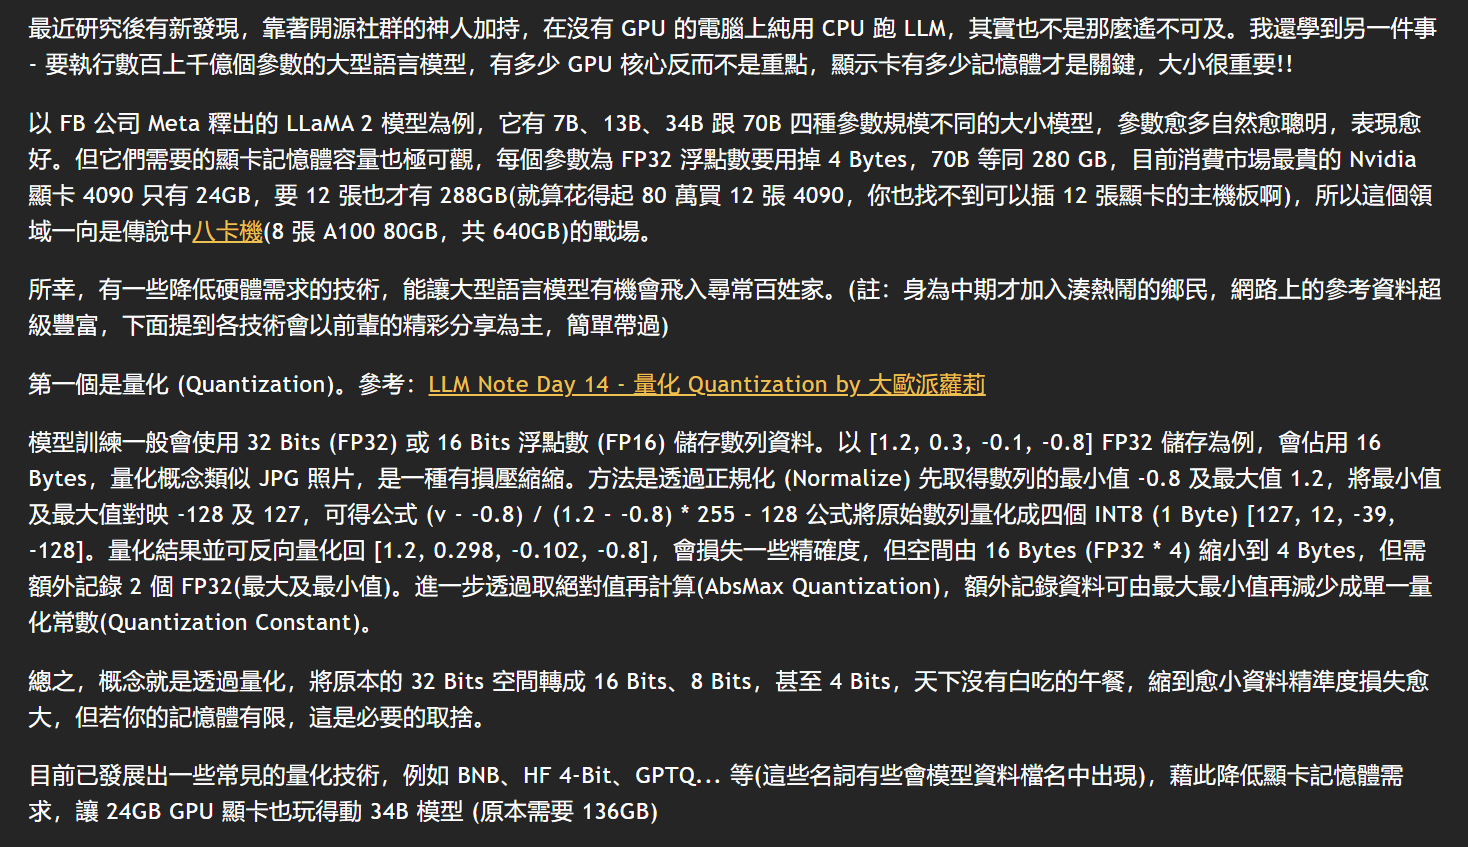 最近研究後有新發現，靠著開源社群的神人加持，在沒有 GPU 的電腦上純用 CPU 跑 LLM，其實也不是那麼遙不可及。我還學到另一件事
- 要執行數百上千億個參數的大型語言模型，有多少 GPU 核心反而不是重點，顯示卡有多少記憶體才是關鍵，大小很重要!!
以 FB 公司 Meta 釋出的 LLaMA 2 模型為例，它有 7B、13B、34B 跟 70B 四種參數規模不同的大小模型，參數愈多自然愈聰明，表現愈
好。但它們需要的顯卡記憶體容量也極可觀，每個參數為 FP32 浮點數要用掉 4 Bytes，70B 等同 280 GB，目前消費市場最貴的 Nvidia
顯卡 4090 只有 24GB，要 12 張也才有 288GB(就算花得起 80 萬買 12 張 4090，你也找不到可以插 12 張顯卡的主機板啊)，所以這個領
域一向是傳說中八卡機(8 張 A100 80GB，共 640GB)的戰場。
所幸，有一些降低硬體需求的技術，能讓大型語言模型有機會飛入尋常百姓家。(註：身為中期才加入湊熱鬧的鄉民，網路上的參考資料超
級豐富，下面提到各技術會以前輩的精彩分享為主，簡單帶過)
第一個是量化 (Quantization)。參考：LLM Note Day 14 - 量化 Quantization by 大歐派蘿莉
模型訓練一般會使用 32 Bits (FP32) 或 16 Bits 浮點數 (FP16) 儲存數列資料。以 [1.2, 0.3, -0.1, -0.8] FP32 儲存為例，會佔用 16
Bytes，量化概念類似 JPG 照片，是一種有損壓縮縮。方法是透過正規化 (Normalize) 先取得數列的最小值 -0.8 及最大值 1.2，將最小值
及最大值對映 -128 及 127，可得公式 (v - -0.8) / (1.2 - -0.8) * 255 - 128 公式將原始數列量化成四個 INT8 (1 Byte) [127, 12, -39,
-128]。量化結果並可反向量化回 [1.2, 0.298, -0.102, -0.8]，會損失一些精確度，但空間由 16 Bytes (FP32 * 4) 縮小到 4 Bytes，但需
額外記錄 2 個 FP32(最大及最小值)。進一步透過取絕對值再計算(AbsMax Quantization)，額外記錄資料可由最大最小值再減少成單一量
化常數(Quantization Constant)。
總之，概念就是透過量化，將原本的 32 Bits 空間轉成 16 Bits、8 Bits，甚至 4 Bits，天下沒有白吃的午餐，縮到愈小資料精準度損失愈
大，但若你的記憶體有限，這是必要的取捨。
目前已發展出一些常見的量化技術，例如 BNB、HF 4-Bit、GPTQ... 等(這些名詞有些會模型資料檔名中出現)，藉此降低顯卡記憶體需
求，讓 24GB GPU 顯卡也玩得動 34B 模型 (原本需要 136GB)